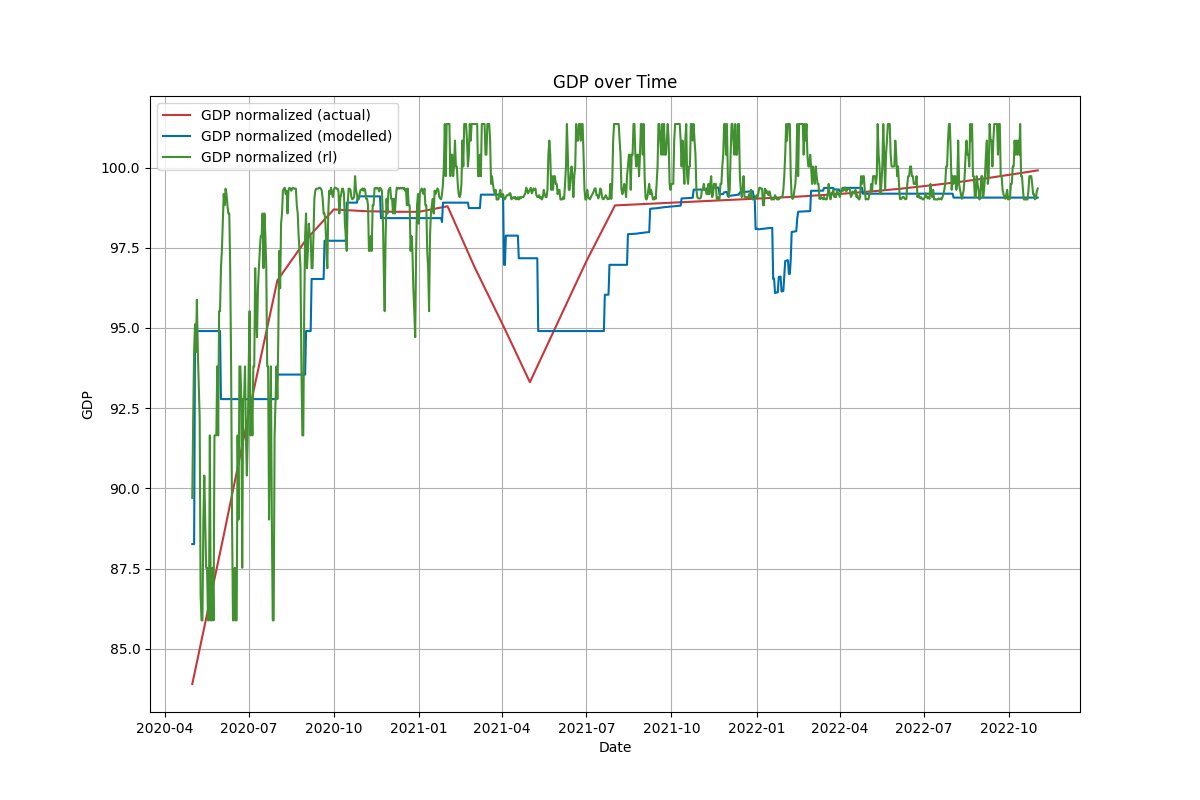 GDP over Time
GDP normalized (actual)
GDP normalized (modelled)
GDP normalized (rl)
100.0
97.5
95.0
92.5
90.0
87.5
85.0
GDP
2020-04 2020-07 2020-10 2021-01 2021-04 2021-07 2021-10 2022-01 2022-04 2022-07 2022-10
Date